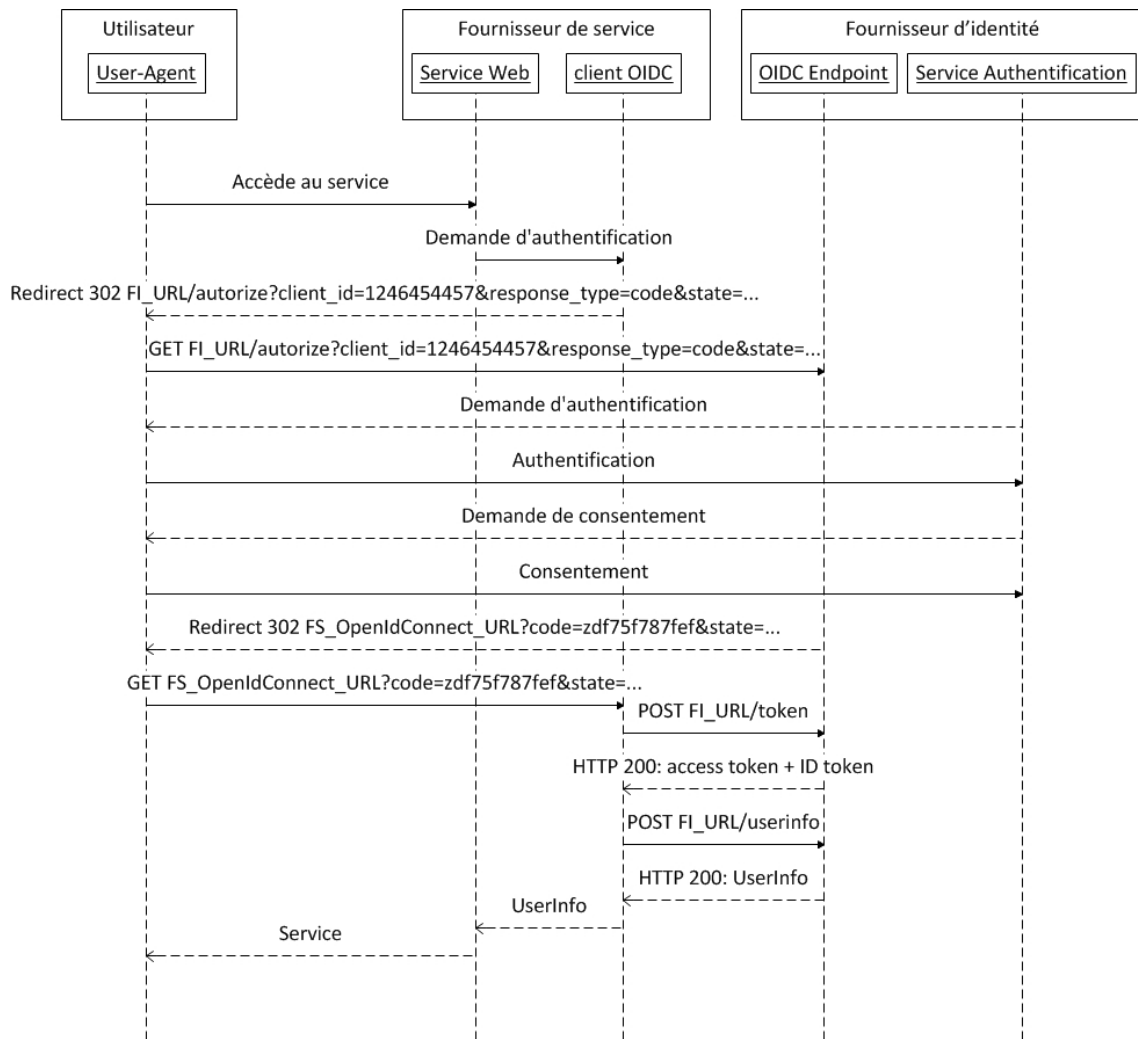 Utilisateur
Fournisseur de service
Fournisseur d’identité
User-Agent
Service Web
client OIDC
OIDC Endpoint
Service Authentification
Accède au service
Demande d'authentification
Redirect 302 FI_URL/autorize?client_id=1246454457&response_type=code&state=...
GET FI_URL/autorize?client_id=1246454457&response_type=code&state=...
Demande d'authentification
Authentification
Demande de consentement
Consentement
Redirect 302 FS_OpenIdConnect_URL?code=zdf75f787fef&state=...
GET FS_OpenIdConnect_URL?code=zdf75f787fef&state=...
POST FI_URL/token
HTTP 200: access token + ID token
POST FI_URL/userinfo
HTTP 200: UserInfo
UserInfo
Service